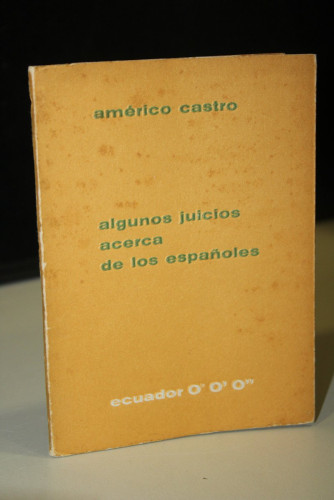 américo castro
algunos juicios
acerca
de los españoles
ecuador 0° 0' 0"